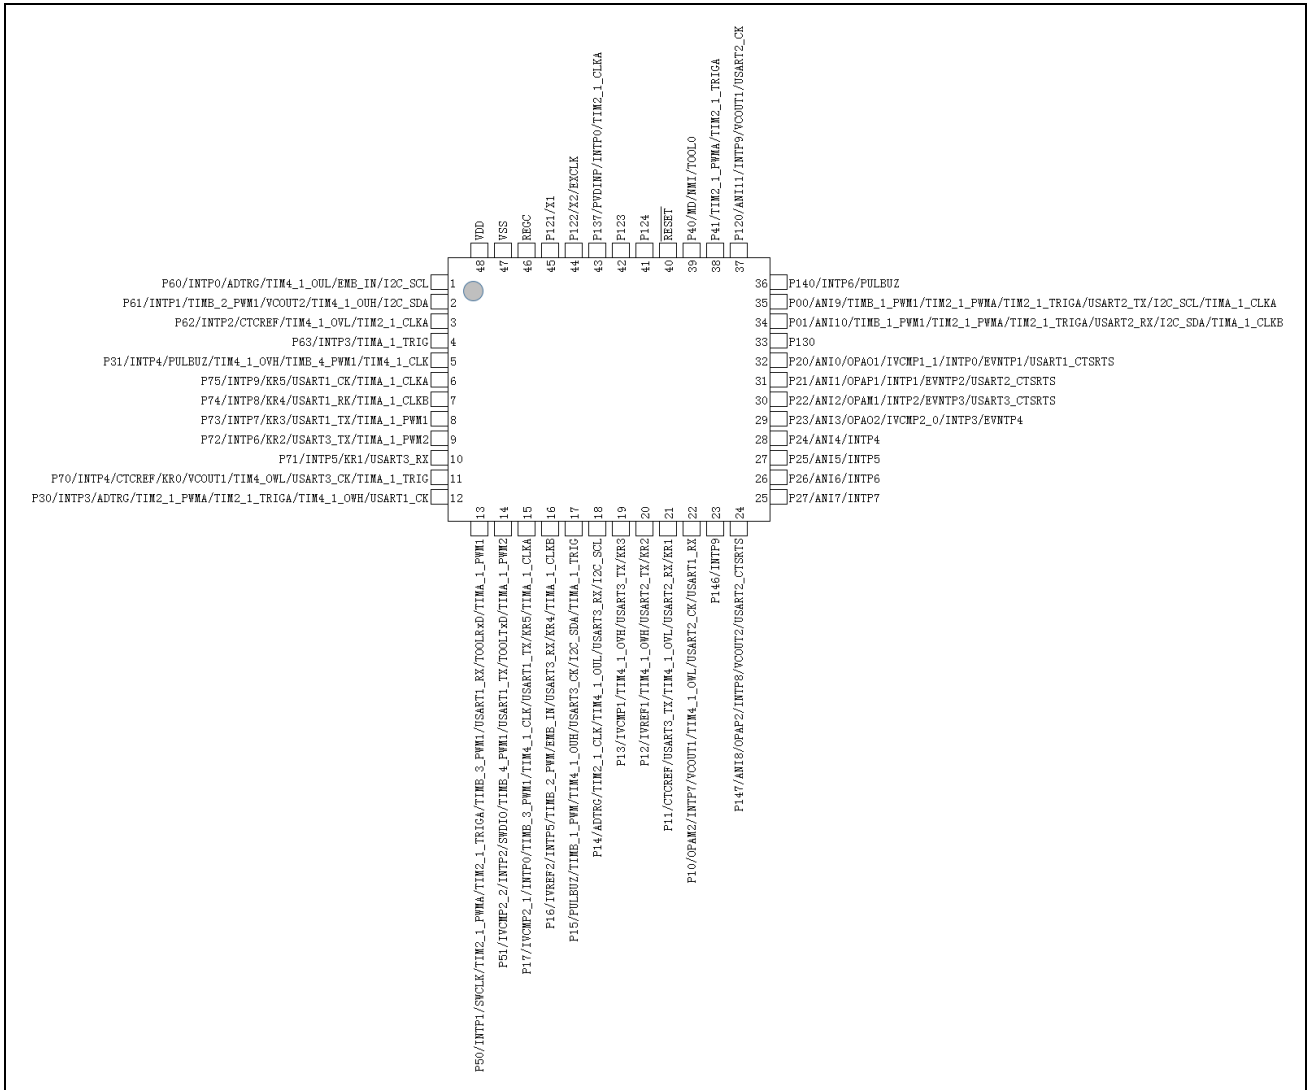 VDD
VSS
REGC
P121/X1
P122/X2/EXCLK
P137/PVDINP/INTP0/TIM2_1_CLKA
P123
P124
RESET
P40/MD/NMI/TOOL0
P41/TIM2_1_PWMA/TIM2_1_TRIGA
P120/ANI11/INTP9/VCOUT1/USART2_CK
48
47
46
45
44
43
42
41
40
39
38
37
P60/INTP0/ADTRG/TIM4_1_OUL/EMB_IN/I2C_SCL 1
P61/INTP1/TIMB_2_PWM1/VCOUT2/TIM4_1_OUH/I2C_SDA 2
P62/INTP2/CTCREF/TIM4_1_OVL/TIM2_1_CLKA 3
P63/INTP3/TIMA_1_TRIG 4
P31/INTP4/PULBUZ/TIM4_1_OVH/TIMB_4_PWM1/TIM4_1_CLK 5
P75/INTP9/KR5/USART1_CK/TIMA_1_CLKA 6
P74/INTP8/KR4/USART1_RX/TIMA_1_CLKB 7
P73/INTP7/KR3/USART1_TX/TIMA_1_PWM1 8
P72/INTP6/KR2/USART3_TX/TIMA_1_PWM2 9
P71/INTP5/KR1/USART3_RX 10
P70/INTP4/CTCREF/KR0/VCOUT1/TIM4_OWL/USART3_CK/TIMA_1_TRIG 11
P30/INTP3/ADTRG/TIM2_1_PWMA/TIM2_1_TRIGA/TIM4_1_OWH/USART1_CK 12
36 P140/INTP6/PULBUZ
35 P00/ANI9/TIMB_1_PWM1/TIM2_1_PWMA/TIM2_1_TRIGA/USART2_TX/I2C_SCL/TIMA_1_CLKA
34 P01/ANI10/TIMB_1_PWM1/TIM2_1_PWMA/TIM2_1_TRIGA/USART2_RX/I2C_SDA/TIMA_1_CLKB
33 P130
32 P20/ANI0/OPAO1/IVCMP1_1/INTP0/EVNTP1/USART1_CTSRTS
31 P21/ANI1/OPAP1/INTP1/EVNTP2/USART2_CTSRTS
30 P22/ANI2/OPAM1/INTP2/EVNTP3/USART3_CTSRTS
29 P23/ANI3/OPAO2/IVCMP2_0/INTP3/EVNTP4
28 P24/ANI4/INTP4
27 P25/ANI5/INTP5
26 P26/ANI6/INTP6
25 P27/ANI7/INTP7
13
14
15
16
17
18
19
20
21
22
23
24
P50/INTP1/SWCLK/TIM2_1_PWMA/TIM2_1_TRIGA/TIMB_3_PWM1/USART1_RX/TOOLRxD/TIMA_1_PWM1
P51/IVCMP2_2/INTP2/SWDIO/TIMB_4_PWM1/USART1_TX/TOOLTxD/TIMA_1_PWM2
P17/IVCMP2_1/INTP0/TIMB_3_PWM1/TIM4_1_CLK/USART1_TX/KR5/TIMA_1_CLKA
P16/IVREF2/INTP5/TIMB_2_PWM/EMB_IN/USART3_RX/KR4/TIMA_1_CLKB
P15/PULBUZ/TIMB_1_PWM/TIM4_1_OUH/USART3_CK/I2C_SDA/TIMA_1_TRIG
P14/ADTRG/TIM2_1_CLK/TIM4_1_OUL/USART3_RX/I2C_SCL
P13/IVCMP1/TIM4_1_OVH/USART3_TX/KR3
P12/IVREF1/TIM4_1_OWH/USART2_TX/KR2
P11/CTCREF/USART3_TX/TIM4_1_OVL/USART2_RX/KR1
P10/OPAM2/INTP7/VCOUT1/TIM4_1_OWL/USART2_CK/USART1_RX
P146/INTP9
P147/ANI8/OPAP2/INTP8/VCOUT2/USART2_CTSRTS